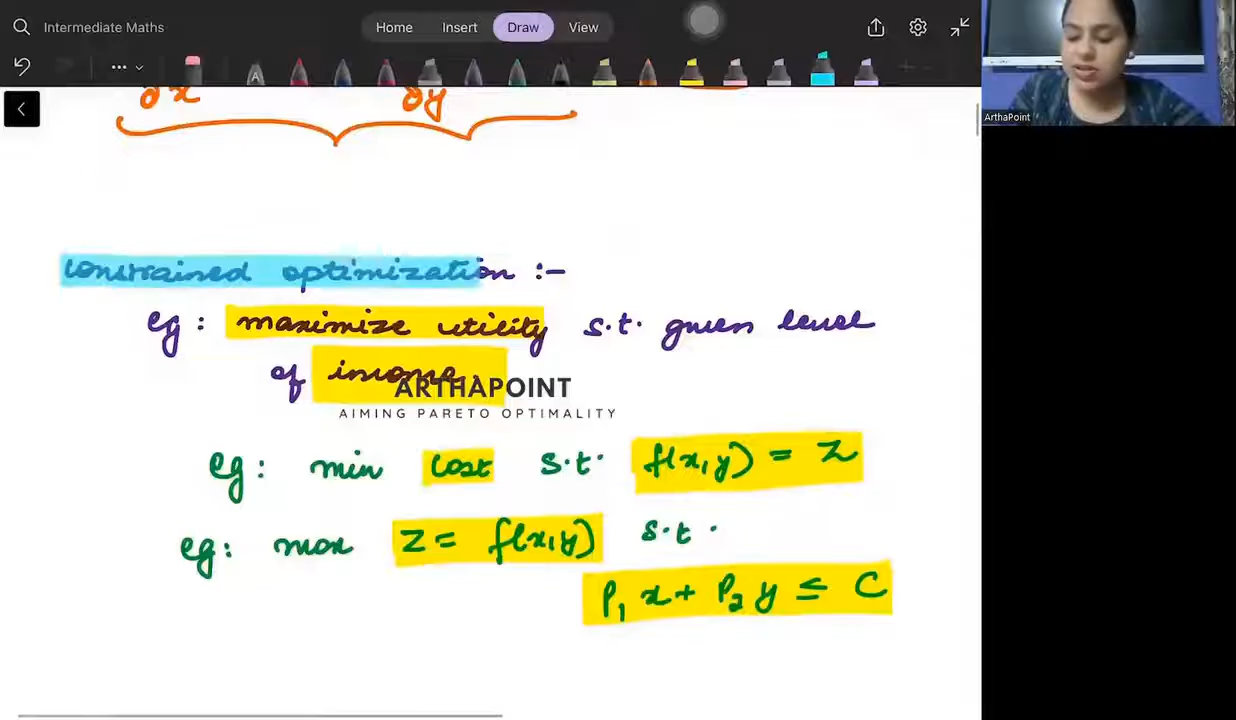 Intermediate Maths
Home Insert Draw View
∂x ∂y
ArthaPoint
constrained optimization :-
eg : maximize utility s.t. given level
of income.
ARTHAPOINT
AIMING PARETO OPTIMALITY
eg : min cost s.t. f(x,y) = Z
eg : max Z = f(x,y) s.t.
P₁ x + P₂ y ≤ C